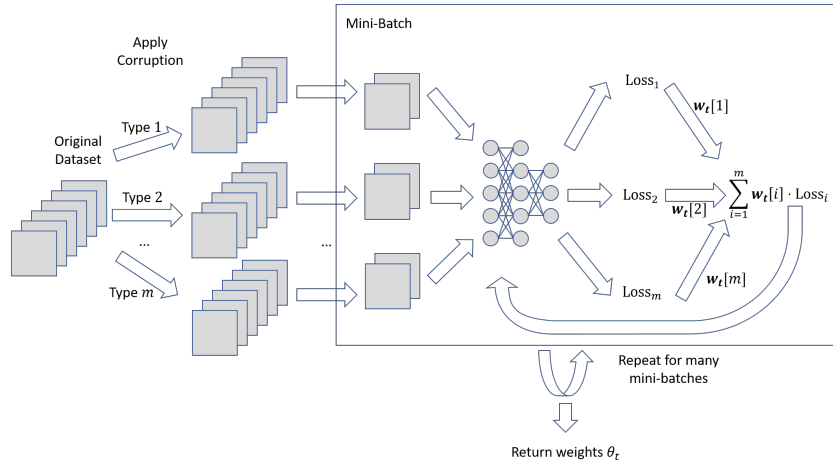 Mini-Batch
Apply
Corruption
Original
Dataset
Type 1
Type 2
...
Type m
...
Loss₁
Loss₂
Lossₘ
wₜ[1]
wₜ[2]
wₜ[m]
∑ᵢ₌₁ᵐ wₜ[i] · Lossᵢ
Repeat for many
mini-batches
Return weights θₜ